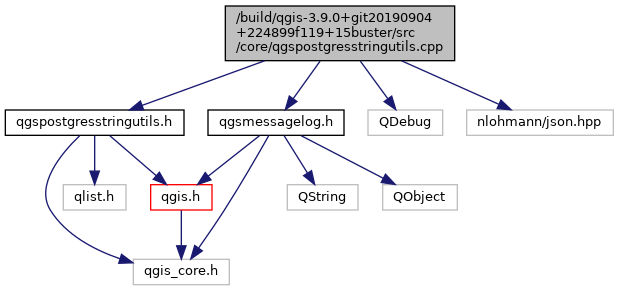 /build/qgis-3.9.0+git20190904
+224899f119+15buster/src
/core/qgspostgresstringutils.cpp
qgspostgresstringutils.h
qgsmessagelog.h
QDebug
nlohmann/json.hpp
qlist.h
qgis.h
QString
QObject
qgis_core.h